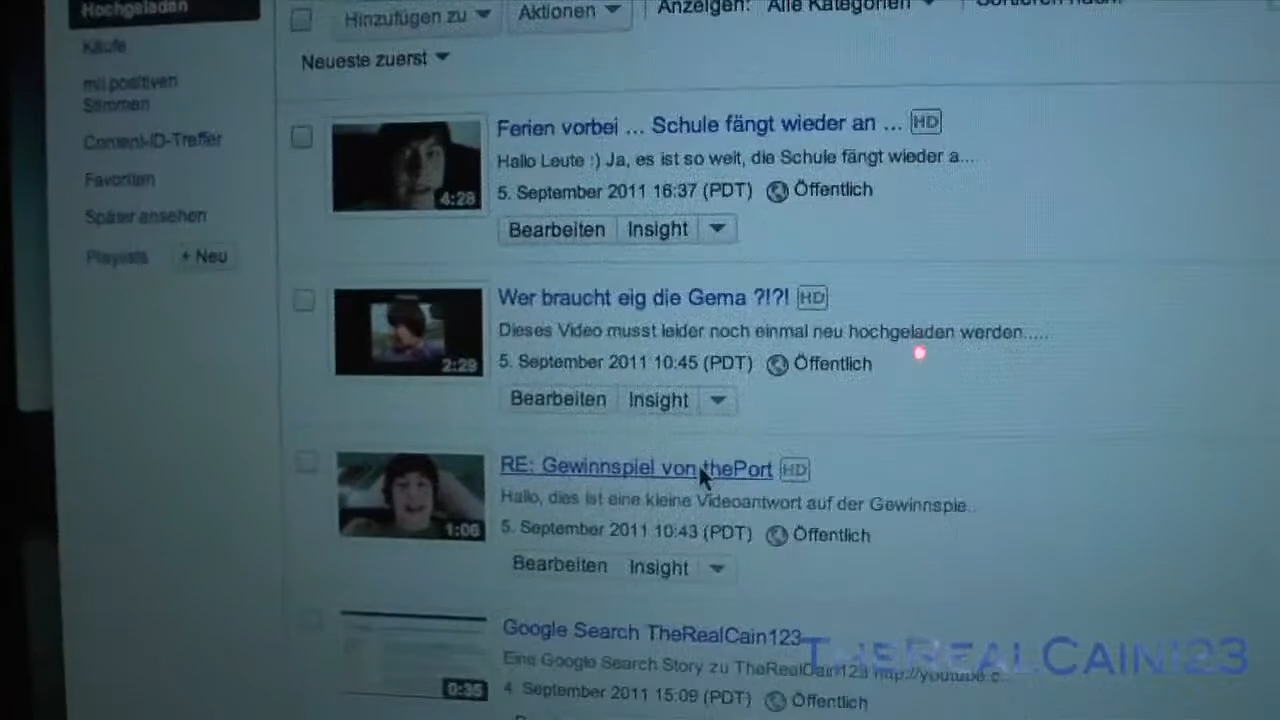 Hochgeladen
Käufe
mit positiven
Stimmen
Content-ID-Treffer
Favoriten
Später ansehen
Playlists + Neu
Hinzufügen zu Aktionen Anzeigen: Alle Kategorien Sortieren nach:
Neueste zuerst
Ferien vorbei ... Schule fängt wieder an ... HD
Hallo Leute :) Ja, es ist so weit, die Schule fängt wieder a...
4:28
5. September 2011 16:37 (PDT) Öffentlich
Bearbeiten Insight
Wer braucht eig die Gema ?!?! HD
Dieses Video musst leider noch einmal neu hochgeladen werden.....
2:29
5. September 2011 10:45 (PDT) Öffentlich
Bearbeiten Insight
RE: Gewinnspiel von thePort HD
Hallo, dies ist eine kleine Videoantwort auf der Gewinnspie...
1:06
5. September 2011 10:43 (PDT) Öffentlich
Bearbeiten Insight
Google Search TheRealCain123
Eine Google Search Story zu TheRealCain123 http://youtube.c...
0:35
4. September 2011 15:09 (PDT) Öffentlich
THEREALCAIN123